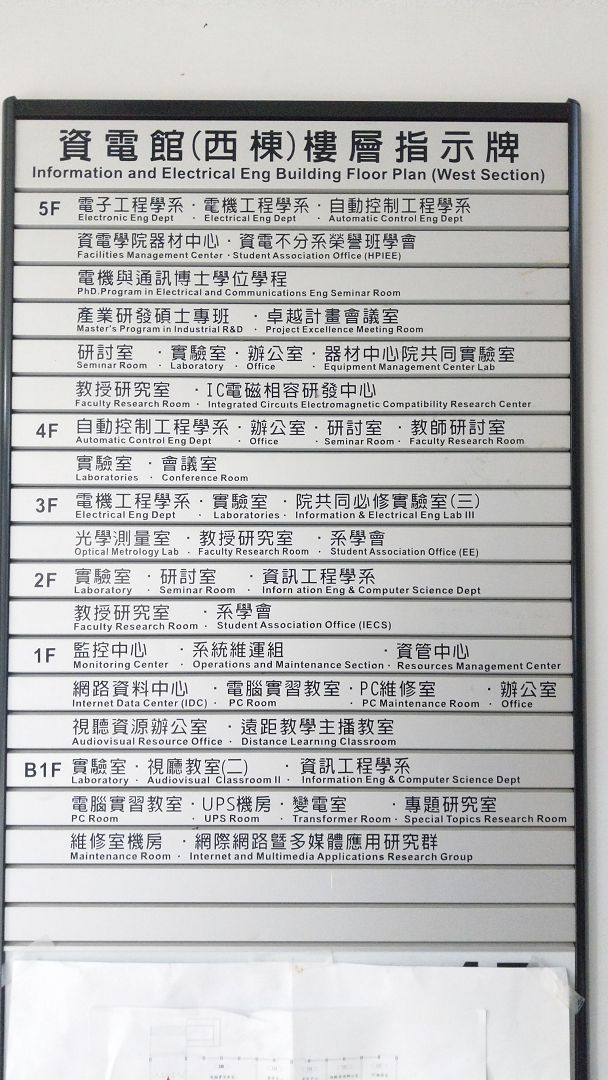 資電館(西棟)樓層指示牌
Information and Electrical Eng Building Floor Plan (West Section)
5F 電子工程學系 · 電機工程學系 · 自動控制工程學系
Electronic Eng Dept · Electrical Eng Dept · Automatic Control Eng Dept
資電學院器材中心 · 資電不分系榮譽班學會
Facilities Management Center · Student Association Office (HPIEE)
電機與通訊博士學位學程
PhD.Program in Electrical and Communications Eng Seminar Room
產業研發碩士專班 · 卓越計畫會議室
Master's Program in Industrial R&D · Project Excellence Meeting Room
研討室 · 實驗室 · 辦公室 · 器材中心院共同實驗室
Seminar Room · Laboratory · Office · Equipment Management Center Lab
教授研究室 · IC電磁相容研發中心
Faculty Research Room · Integrated Circuits Electromagnetic Compatibility Research Center
4F 自動控制工程學系 · 辦公室 · 研討室 · 教師研討室
Automatic Control Eng Dept · Office · Seminar Room · Faculty Research Room
實驗室 · 會議室
Laboratories · Conference Room
3F 電機工程學系 · 實驗室 · 院共同必修實驗室(三)
Electrical Eng Dept · Laboratories · Information & Electrical Eng Lab III
光學測量室 · 教授研究室 · 系學會
Optical Metrology Lab · Faculty Research Room · Student Association Office (EE)
2F 實驗室 · 研討室 · 資訊工程學系
Laboratory · Seminar Room · Inforn ation Eng & Computer Science Dept
教授研究室 · 系學會
Faculty Research Room · Student Association Office (IECS)
1F 監控中心 · 系統維運組 · 資管中心
Monitoring Center · Operations and Maintenance Section · Resources Management Center
網路資料中心 · 電腦實習教室 · PC維修室 · 辦公室
Internet Data Center (IDC) · PC Room · PC Maintenance Room · Office
視聽資源辦公室 · 遠距教學主播教室
Audiovisual Resource Office · Distance Learning Classroom
B1F 實驗室 · 視廳教室(二) · 資訊工程學系
Laboratory · Audiovisual Classroom II · Information Eng & Computer Science Dept
電腦實習教室 · UPS機房 · 變電室 · 專題研究室
PC Room · UPS Room · Transformer Room · Special Topics Research Room
維修室機房 · 網際網路暨多媒體應用研究群
Maintenance Room · Internet and Multimedia Applications Research Group